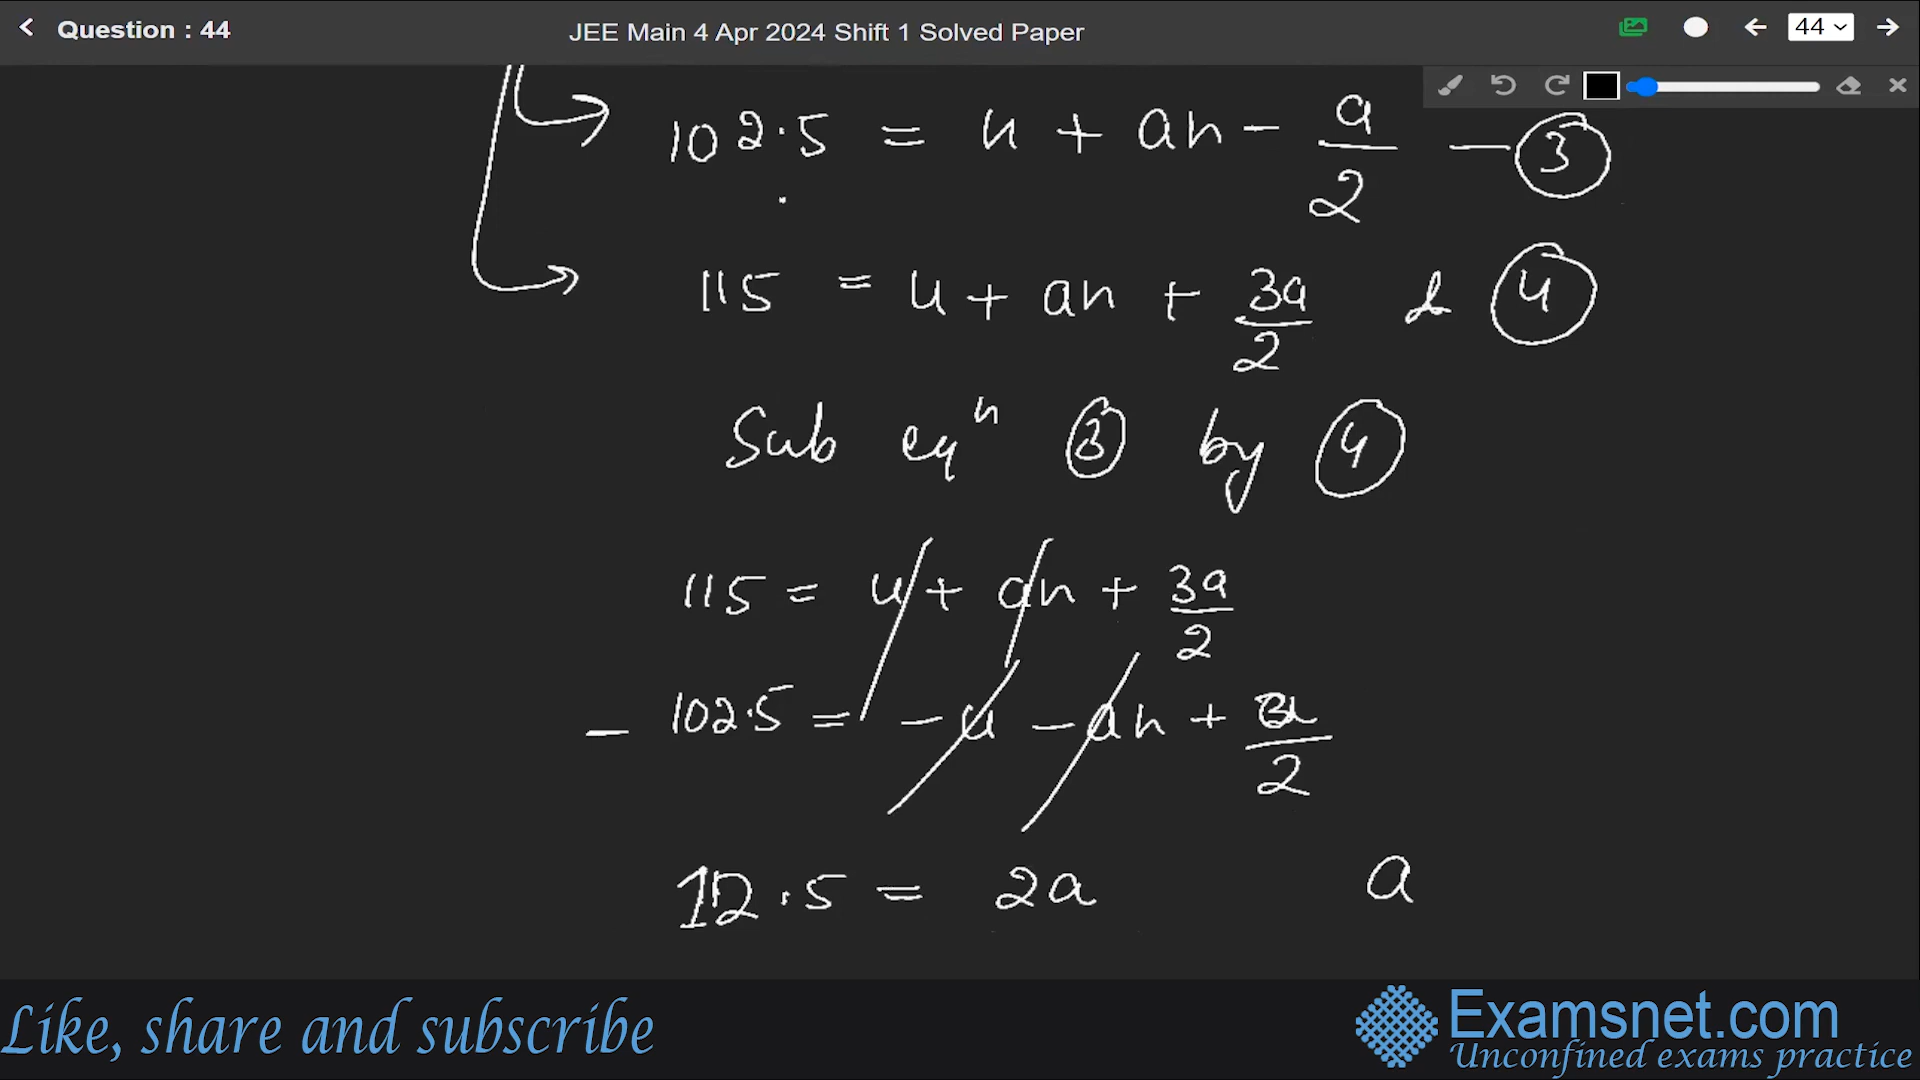 Question : 44
JEE Main 4 Apr 2024 Shift 1 Solved Paper
44
102.5 = u + an - a/2 — 3
115 = u + an + 3a/2 & 4
Sub eqⁿ 3 by 4
115 = u + an + 3a/2
- 102.5 = - u - an + a/2
12.5 = 2a a
Like, share and subscribe
Examsnet.com
Unconfined exams practice